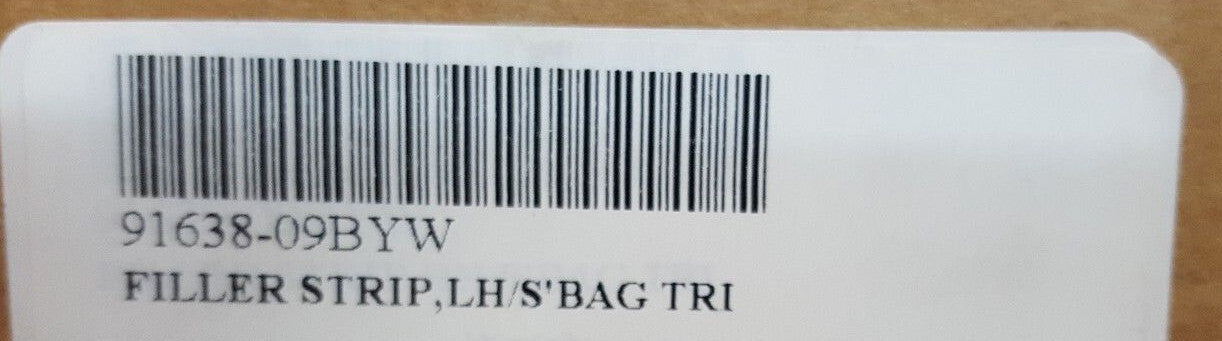 91638-09BYW
FILLER STRIP,LH/S'BAG TRI